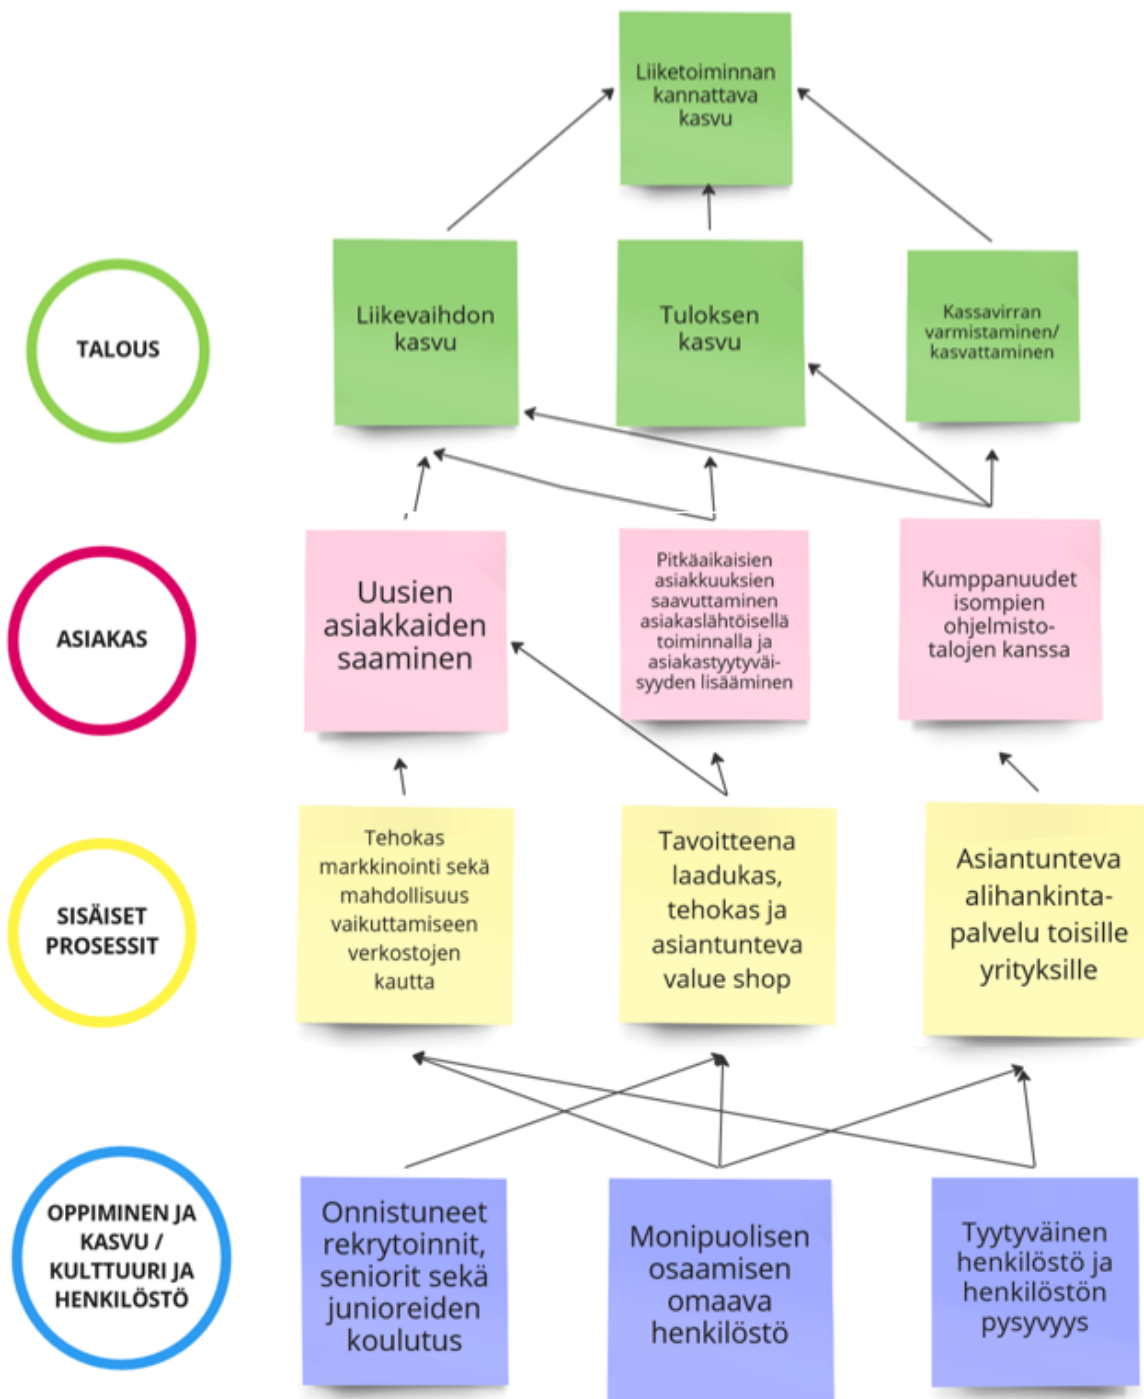 Liiketoiminnan
kannattava
kasvu
TALOUS
Liikevaihdon
kasvu
Tuloksen
kasvu
Kassavirran
varmistaminen/
kasvattaminen
ASIAKAS
Uusien
asiakkaiden
saaminen
Pitkäaikaisien
asiakkuuksien
saavuttaminen
asiakaslähtöisellä
toiminnalla ja
asiakastyytyväi-
syyden lisääminen
Kumppanuudet
isompien
ohjelmisto-
talojen kanssa
SISÄISET
PROSESSIT
Tehokas
markkinointi sekä
mahdollisuus
vaikuttamiseen
verkostojen
kautta
Tavoitteena
laadukas,
tehokas ja
asiantunteva
value shop
Asiantunteva
alihankinta-
palvelu toisille
yrityksille
OPPIMINEN JA
KASVU /
KULTTUURI JA
HENKILÖSTÖ
Onnistuneet
rekrytoinnit,
seniorit sekä
junioreiden
koulutus
Monipuolisen
osaamisen
omaava
henkilöstö
Tyytyväinen
henkilöstö ja
henkilöstön
pysyvyys